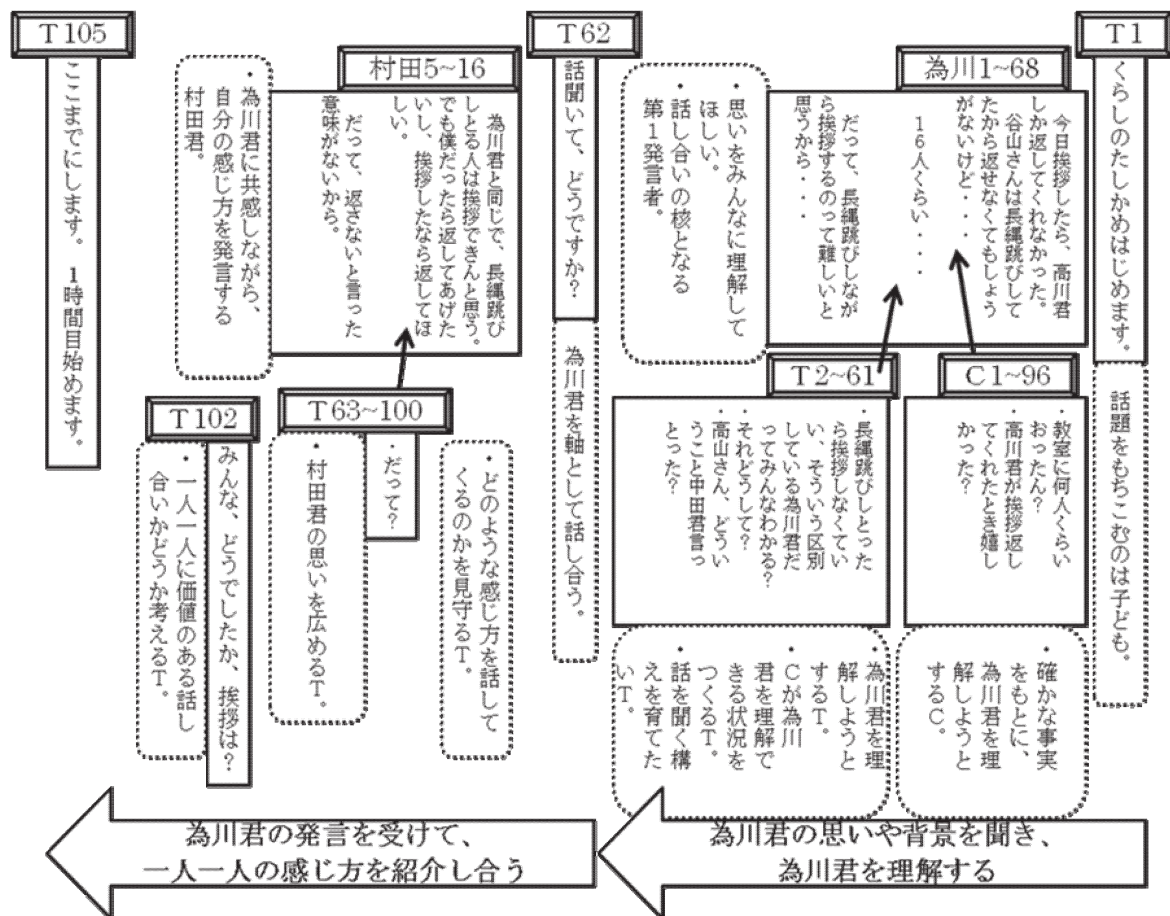 T1
くらしのたしかめはじめます。
話題をもちこむのは子ども。
為川1~68
今日挨拶したら、高川君
しか返してくれなかった。
谷山さんは長縄跳びして
たから返せなくてもしょう
がないけど・・・
16人くらい・・・・
だって、長縄跳びしなが
ら挨拶するのって難しいと
思うから・・・
C1~96
・教室に何人くらい
おったん?
・高川君が挨拶返し
てくれたとき嬉し
かった?
・確かな事実
をもとに、
為川君を理
解しようと
するC。
T2~61
・長縄跳びしとった
ら挨拶しなくてい
い、そういう区別
している為川君だ
ってみんなわかる?
・それどうして?
・高山さん、どうい
うこと中田君言っ
とった?
・為川君を理
解しようと
するT。
・Cが為川
君を理解で
きる状況を
つくるT。
・話を聞く構
えを育てた
いT。
・思いをみんなに理解して
ほしい。
・話し合いの核となる
第1発言者。
T62
話聞いて、どうですか?
為川君を軸として話し合う。
村田5~16
為川君と同じで、長縄跳び
しとる人は挨拶できんと思う。
でも僕だったら返してあげた
いし、挨拶したなら返してほ
しい。
だって、返さないと言った
意味がないから。
・為川君に共感しながら、
自分の感じ方を発言する
村田君。
・どのような感じ方を話して
くるのかを見守るT。
T63~100
・だって?
・村田君の思いを広めるT。
T102
みんな、どうでしたか、挨拶は?
・一人一人に価値のある話し
合いかどうか考えるT。
T105
ここまでにします。1時間目始めます。
為川君の思いや背景を聞き、
為川君を理解する
為川君の発言を受けて、
一人一人の感じ方を紹介し合う